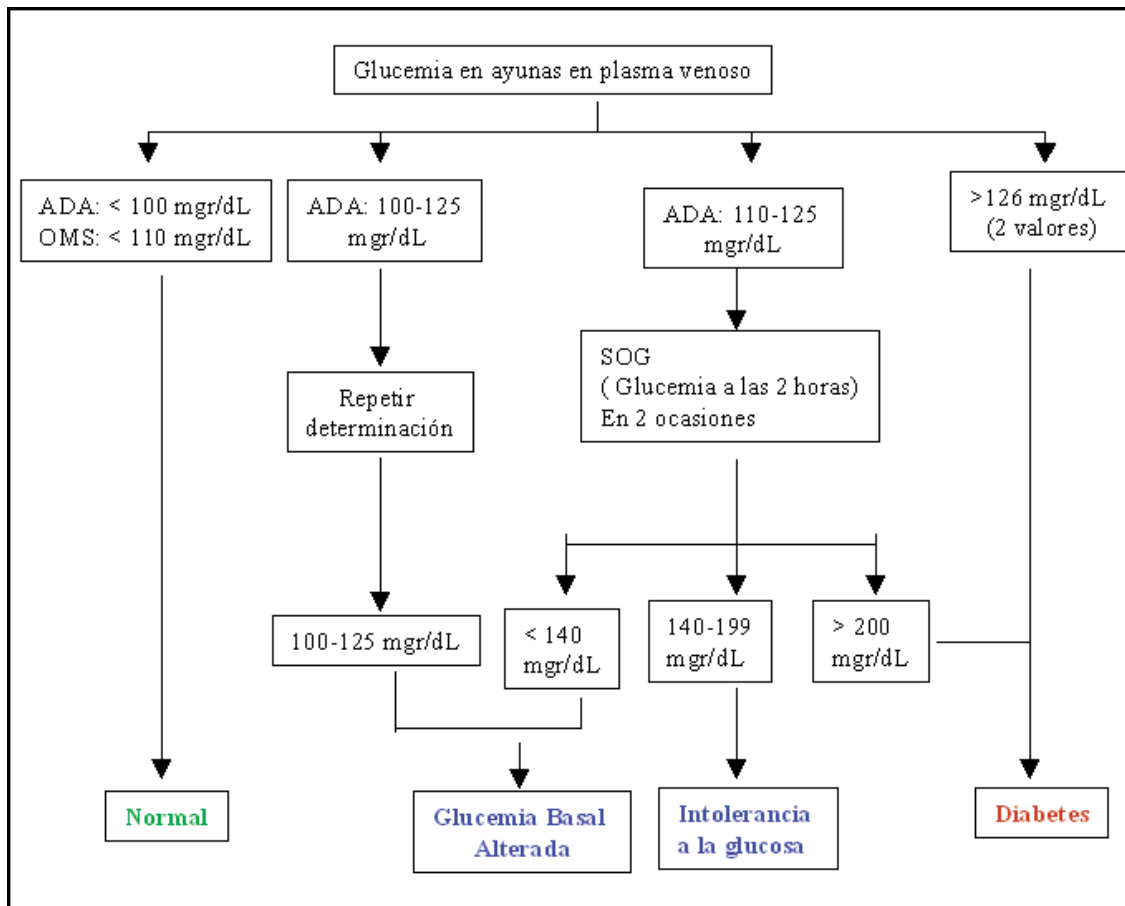 Glucemia en ayunas en plasma venoso
ADA: < 100 mgr/dL
OMS: < 110 mgr/dL
ADA: 100-125
mgr/dL
ADA: 110-125
mgr/dL
>126 mgr/dL
(2 valores)
Repetir
determinación
SOG
( Glucemia a las 2 horas)
En 2 ocasiones
100-125 mgr/dL
< 140
mgr/dL
140-199
mgr/dL
> 200
mgr/dL
Normal
Glucemia Basal
Alterada
Intolerancia
a la glucosa
Diabetes